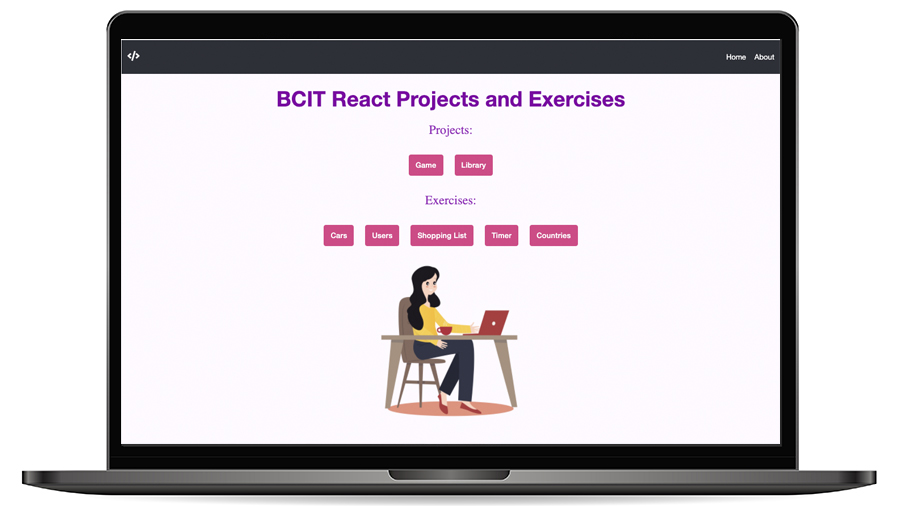 </>
Home About
BCIT React Projects and Exercises
Projects:
Game Library
Exercises:
Cars Users Shopping List Timer Countries